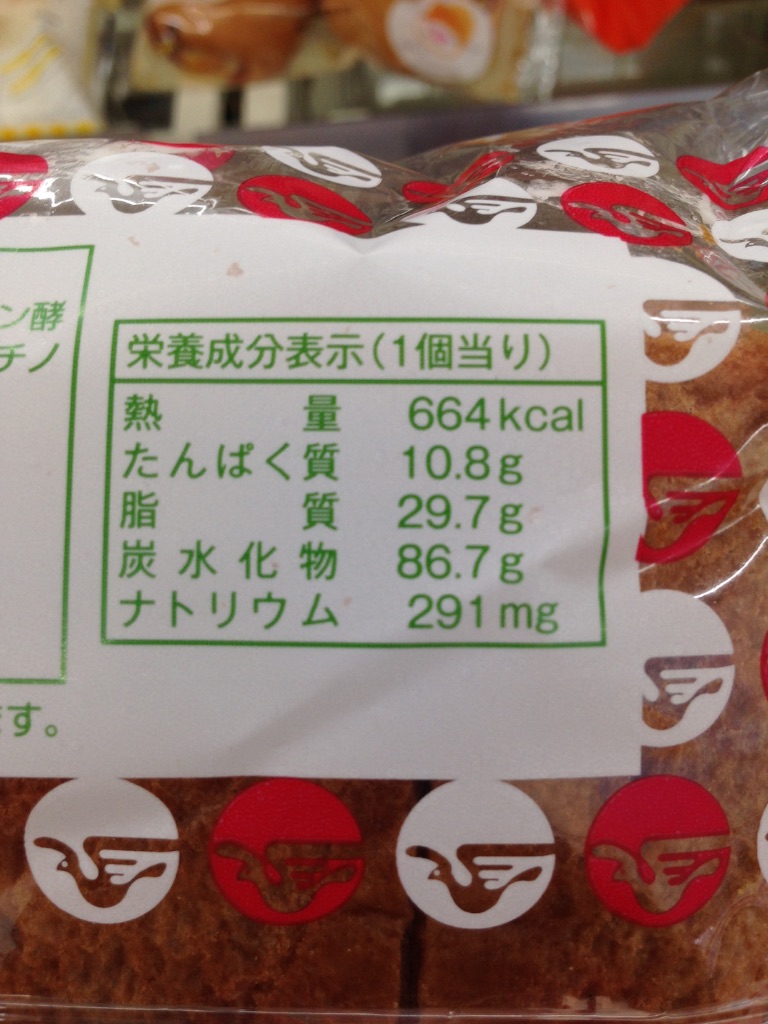 ン酵
チノ
ます。
栄養成分表示(1個当り)
熱量 664kcal
たんぱく質 10.8g
脂質 29.7g
炭水化物 86.7g
ナトリウム 291mg